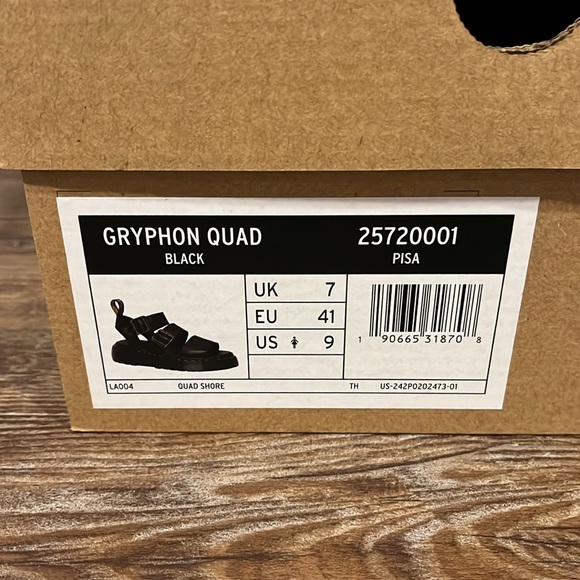 GRYPHON QUAD 25720001
BLACK PISA
UK 7
EU 41
US 9
1 90665 31870 8
LA004 QUAD SHORE TH US-242P0202473-01